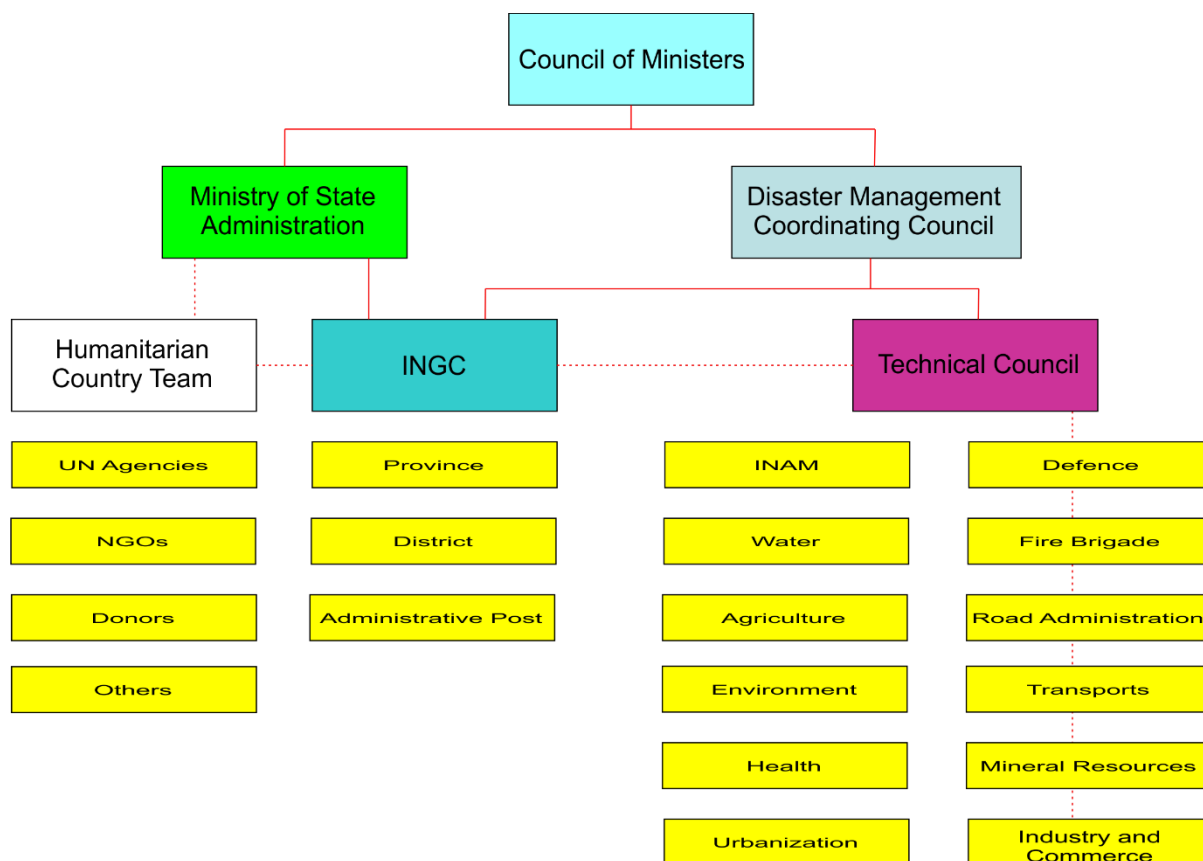 Council of Ministers
Ministry of State
Administration
Disaster Management
Coordinating Council
Humanitarian
Country Team
INGC
Technical Council
UN Agencies
Province
INAM
Defence
NGOs
District
Water
Fire Brigade
Donors
Administrative Post
Agriculture
Road Administration
Others
Environment
Transports
Health
Mineral Resources
Urbanization
Industry and
Commerce